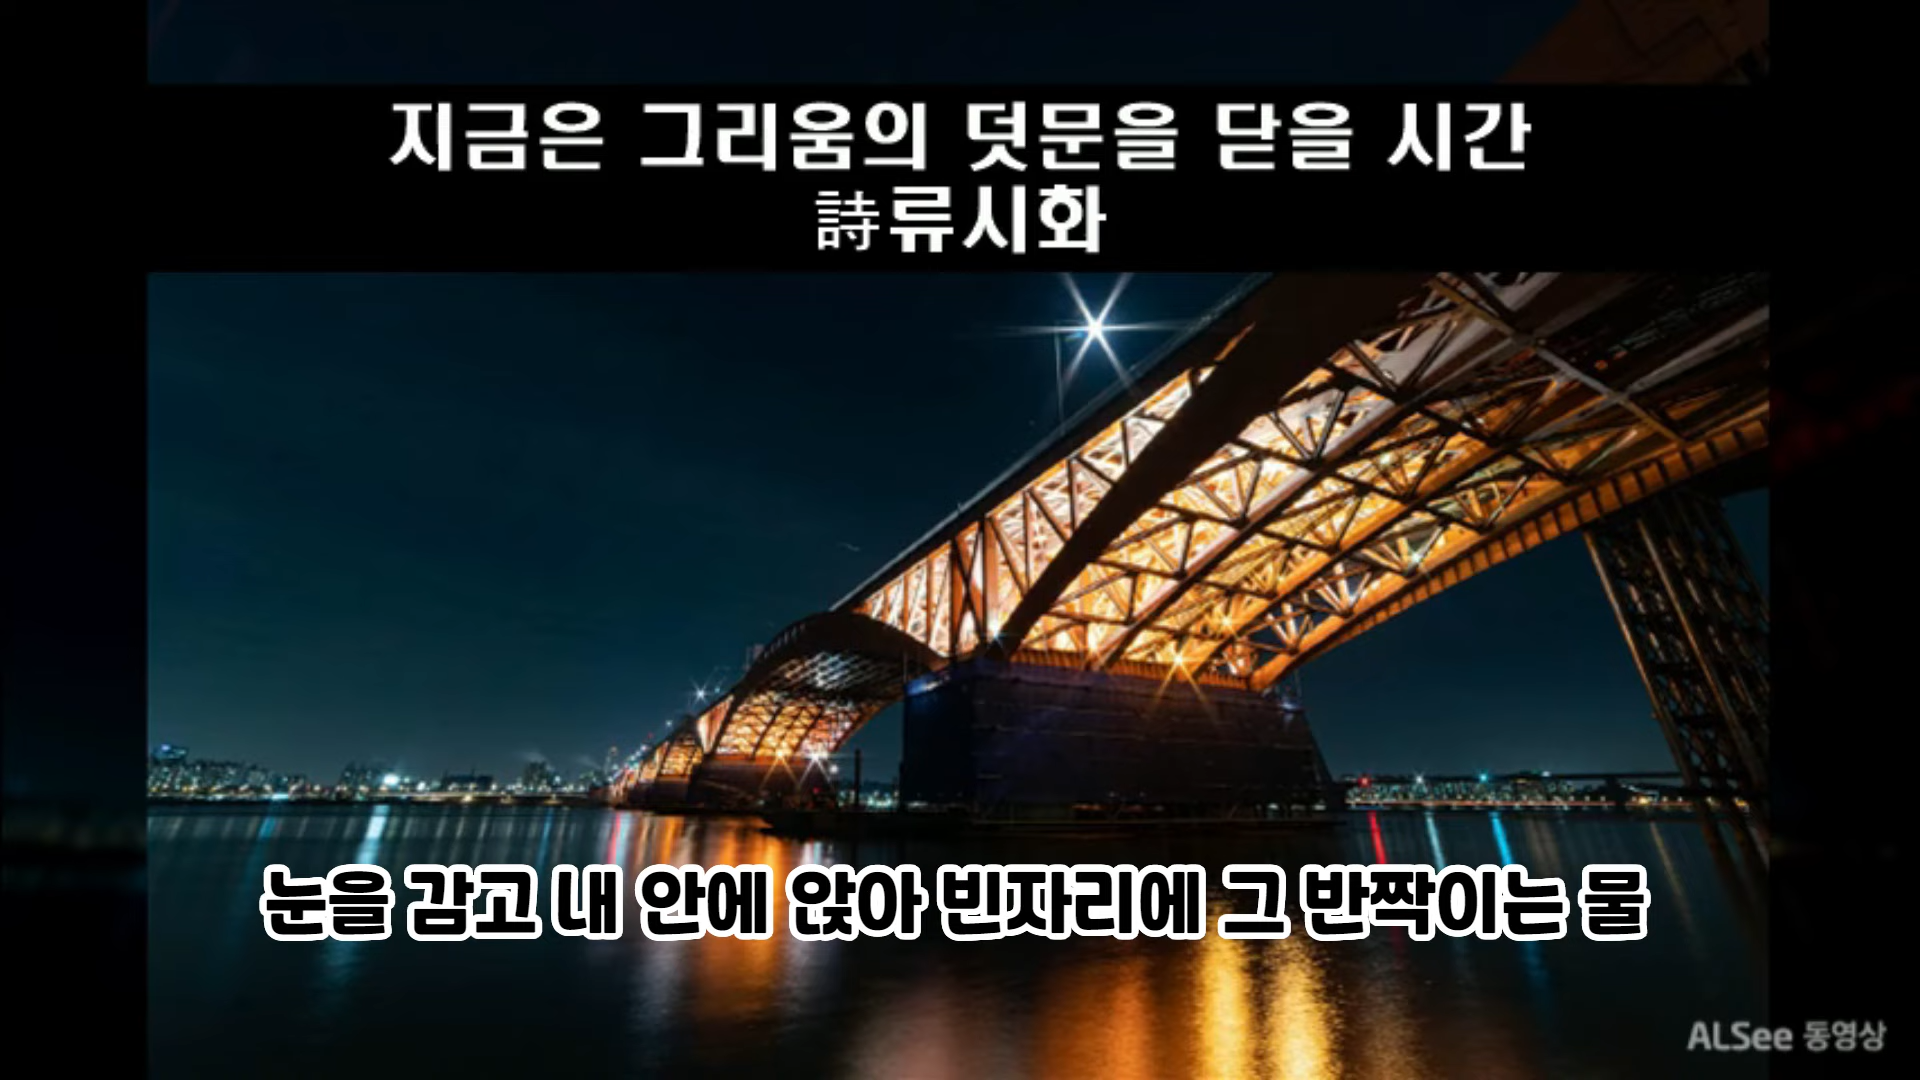 지금은 그리움의 덧문을 닫을 시간
詩류시화
눈을 감고 내 안에 앉아 빈자리에 그 반짝이는 물
ALSee 동영상